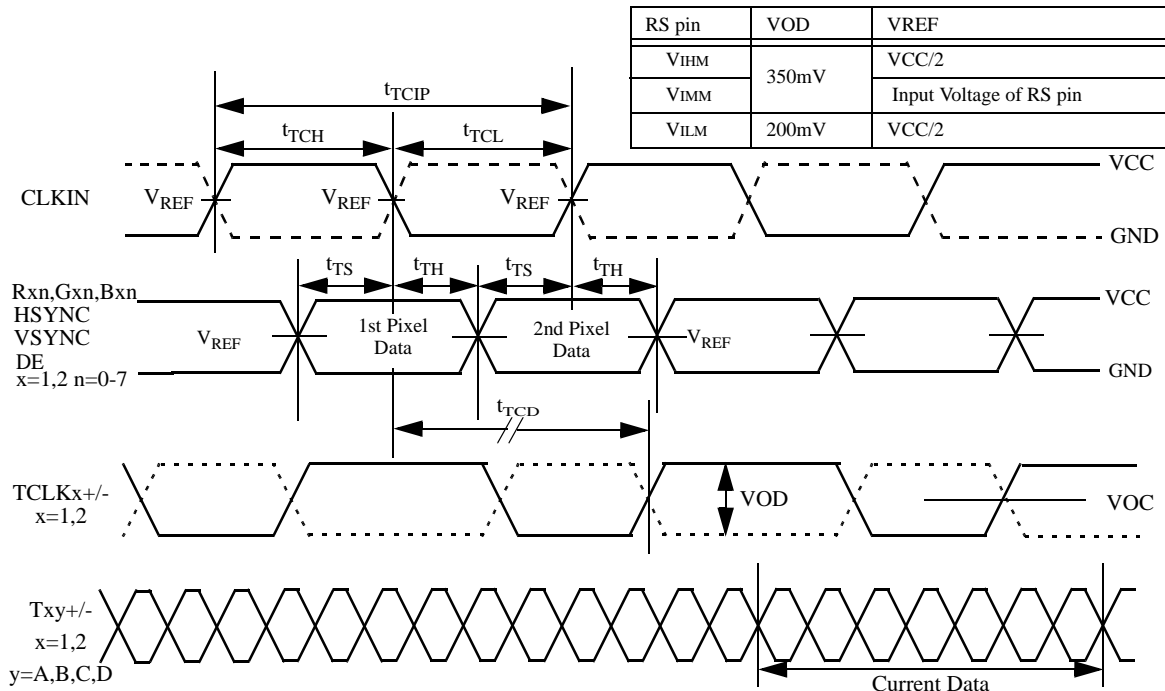 RS pin VOD VREF
VIHM 350mV VCC/2
VIMM Input Voltage of RS pin
VILM 200mV VCC/2
tTCIP
tTCH tTCL
CLKIN VREF VREF VREF VCC
GND
tTS tTH tTS tTH
Rxn,Gxn,Bxn
HSYNC
VSYNC
DE
x=1,2 n=0-7
VREF
1st Pixel
Data
2nd Pixel
Data
VREF
VCC
GND
tTCD
TCLKx+/-
x=1,2
VOD
VOC
Txy+/-
x=1,2
y=A,B,C,D
Current Data